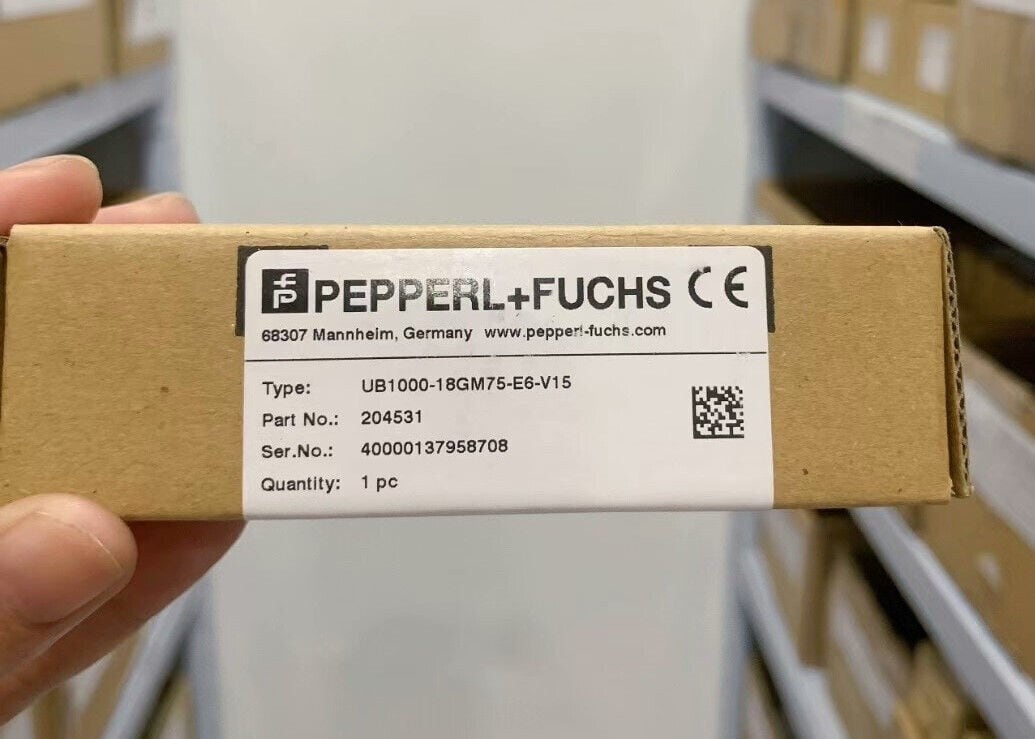 PEPPERL+FUCHS CE
68307 Mannheim, Germany www.pepperl-fuchs.com
Type: UB1000-18GM75-E6-V15
Part No.: 204531
Ser.No.: 40000137958708
Quantity: 1 pc